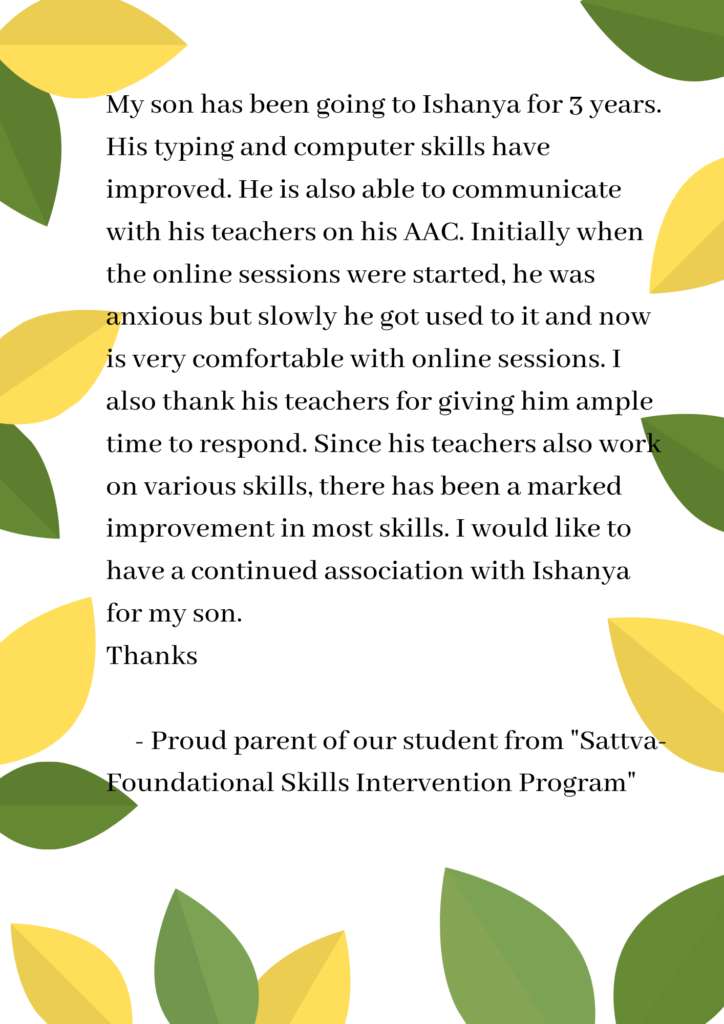 My son has been going to Ishanya for 3 years.
His typing and computer skills have
improved. He is also able to communicate
with his teachers on his AAC. Initially when
the online sessions were started, he was
anxious but slowly he got used to it and now
is very comfortable with online sessions. I
also thank his teachers for giving him ample
time to respond. Since his teachers also work
on various skills, there has been a marked
improvement in most skills. I would like to
have a continued association with Ishanya
for my son.
Thanks
- Proud parent of our student from "Sattva-
Foundational Skills Intervention Program"